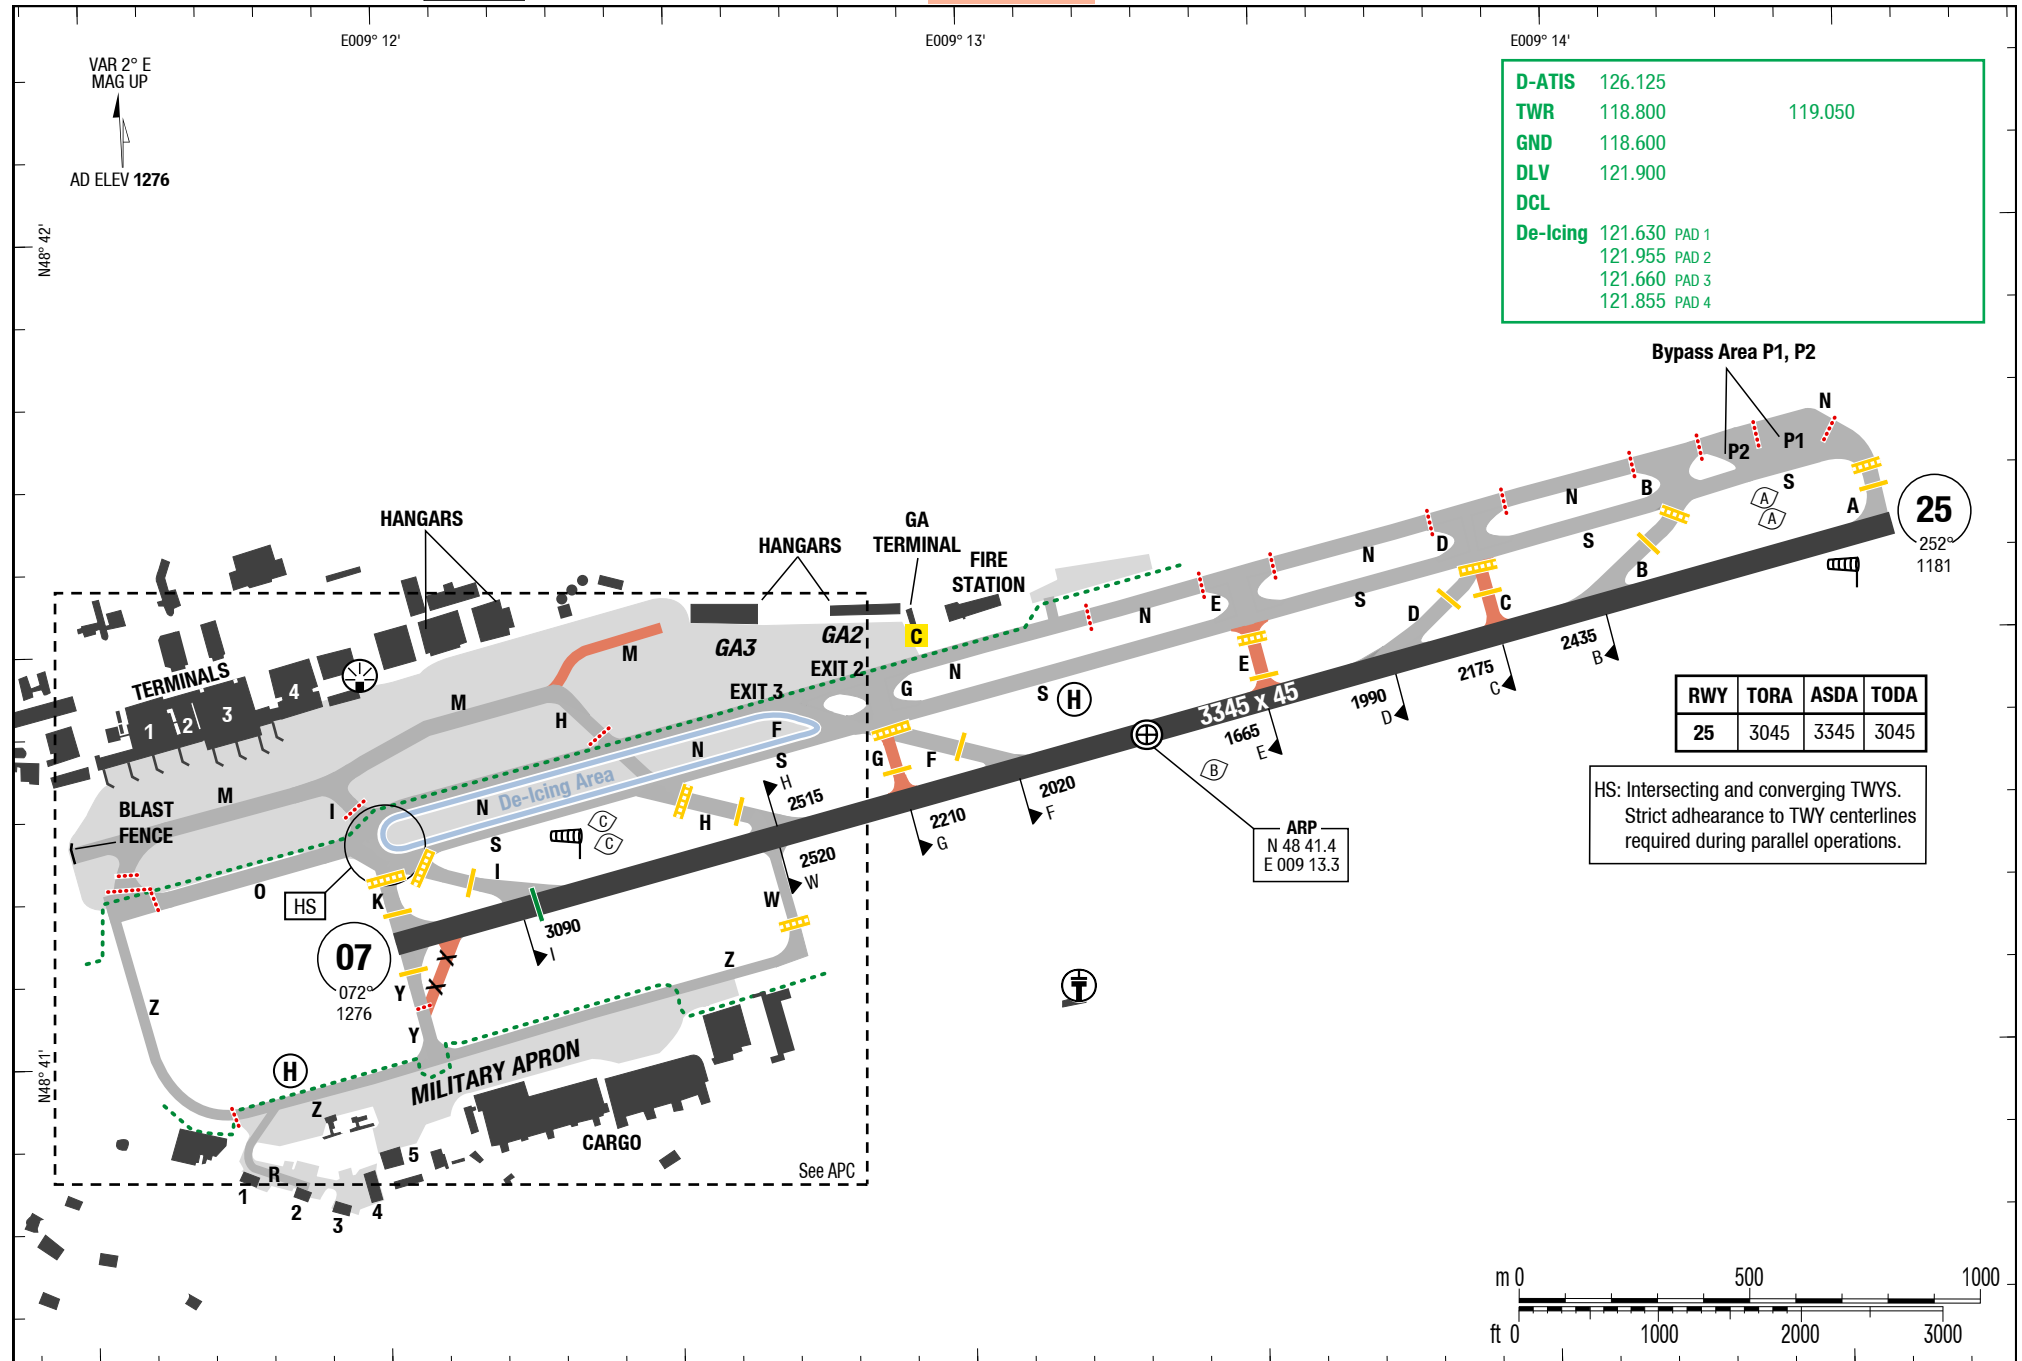 E009° 12'
E009° 13'
E009° 14'
VAR 2° E
MAG UP
AD ELEV 1276
N48° 42'
D-ATIS 126.125
TWR 118.800 119.050
GND 118.600
DLV 121.900
DCL
De-Icing 121.630 PAD 1
121.955 PAD 2
121.660 PAD 3
121.855 PAD 4
Bypass Area P1, P2
N
P1
P2
S
B
N
A
A
A
25
252°
1181
HANGARS
HANGARS
GA
TERMINAL
FIRE
STATION
C
N
D
S
B
N
E
S
D
C
2435
B
2175
C
1990
D
E
3345 x 45
1665
E
B
TERMINALS
1
2
3
4
M
M
H
GA3
GA2
EXIT 2
EXIT 3
G
N
S
H
F
N
S
De-Icing Area
N
S
C
C
H
2515
H
G
F
2210
G
2020
F
ARP
N 48 41.4
E 009 13.3
RWY TORA ASDA TODA
25 3045 3345 3045
HS: Intersecting and converging TWYS.
Strict adhearance to TWY centerlines
required during parallel operations.
BLAST
FENCE
M
I
O
HS
K
I
2520
W
W
3090
I
07
072°
1276
Z
Y
Y
X
X
Z
N48° 41'
H
Z
MILITARY APRON
CARGO
R
1
2
3
4
5
See APC
m 0 500 1000
ft 0 1000 2000 3000